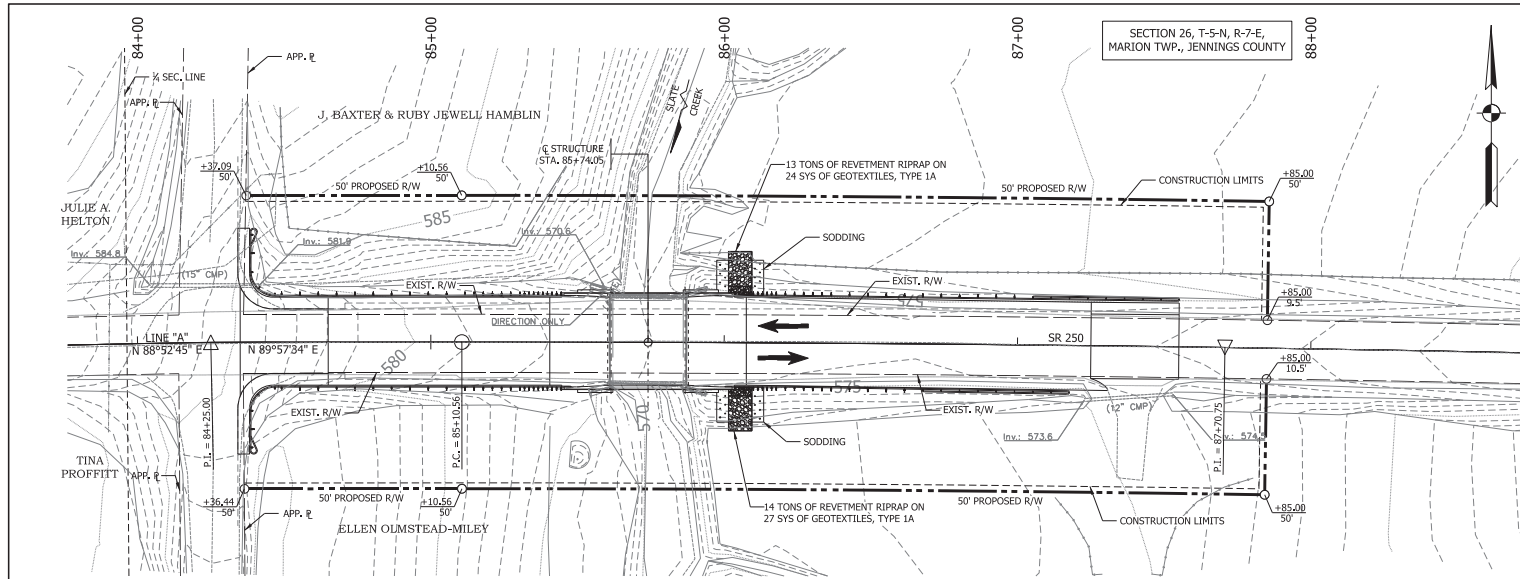 84+00
85+00
86+00
87+00
88+00
SECTION 26, T-5-N, R-7-E,
MARION TWP., JENNINGS COUNTY
APP. ℙ
¼ SEC. LINE
APP. ℙ
J. BAXTER & RUBY JEWELL HAMBLIN
SLATE
CREEK
℄ STRUCTURE
STA. 85+74.05
13 TONS OF REVETMENT RIPRAP ON
24 SYS OF GEOTEXTILES, TYPE 1A
+37.09
50'
+10.56
50'
50' PROPOSED R/W
50' PROPOSED R/W
CONSTRUCTION LIMITS
+85.00
50'
JULIE A.
HELTON
585
Inv.: 581.9
Inv.: 570.6
SODDING
Inv.: 584.8
(15" CMP)
EXIST. R/W
EXIST. R/W
575
+85.00
9.5'
DIRECTION ONLY
LINE "A"
N 88°52'45" E
N 89°57'34" E
SR 250
580
575
+85.00
10.5'
EXIST. R/W
EXIST. R/W
(12" CMP)
570
P.I. = 84+25.00
P.C. = 85+10.56
P.I. = 87+70.75
SODDING
Inv.: 573.6
TINA
PROFFITT
APP. ℙ
+36.44
50'
50' PROPOSED R/W
+10.56
50'
50' PROPOSED R/W
+85.00
50'
APP. ℙ
ELLEN OLMSTEAD-MILEY
14 TONS OF REVETMENT RIPRAP ON
27 SYS OF GEOTEXTILES, TYPE 1A
CONSTRUCTION LIMITS